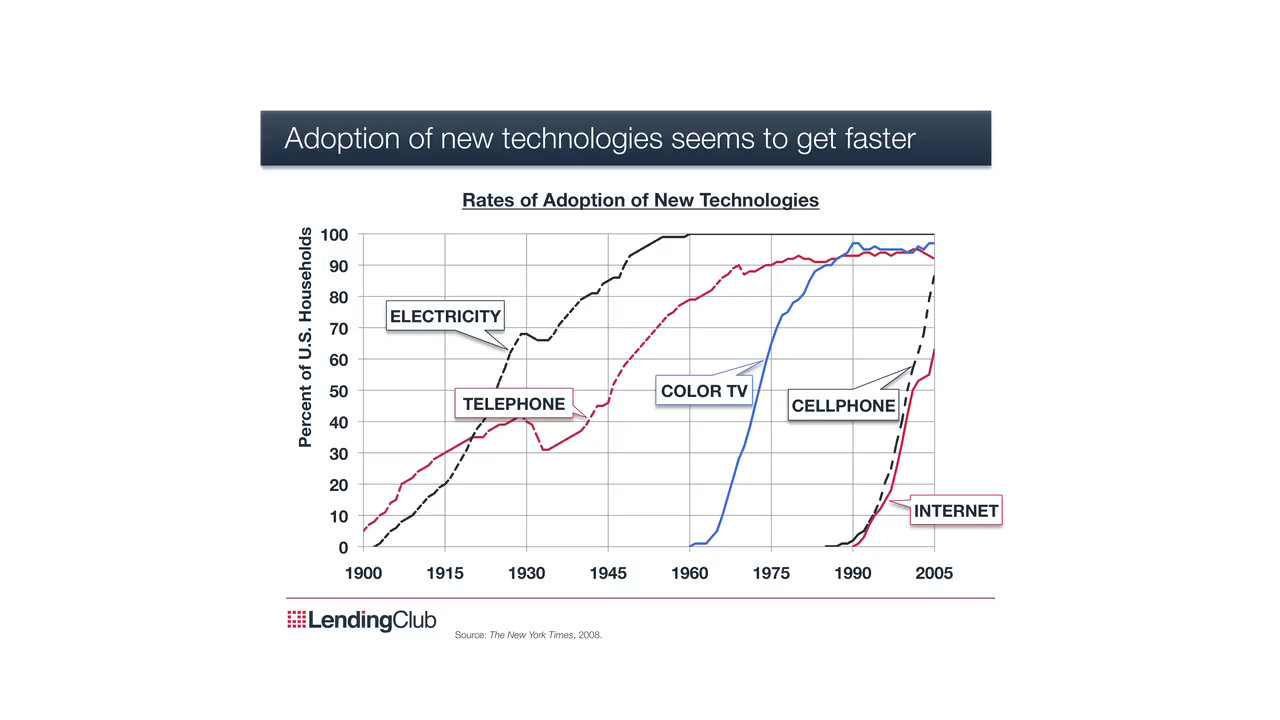 Adoption of new technologies seems to get faster
Rates of Adoption of New Technologies
Percent of U.S. Households
100
90
80
70
60
50
40
30
20
10
0
ELECTRICITY
TELEPHONE
COLOR TV
CELLPHONE
INTERNET
1900 1915 1930 1945 1960 1975 1990 2005
LendingClub
Source: The New York Times, 2008.